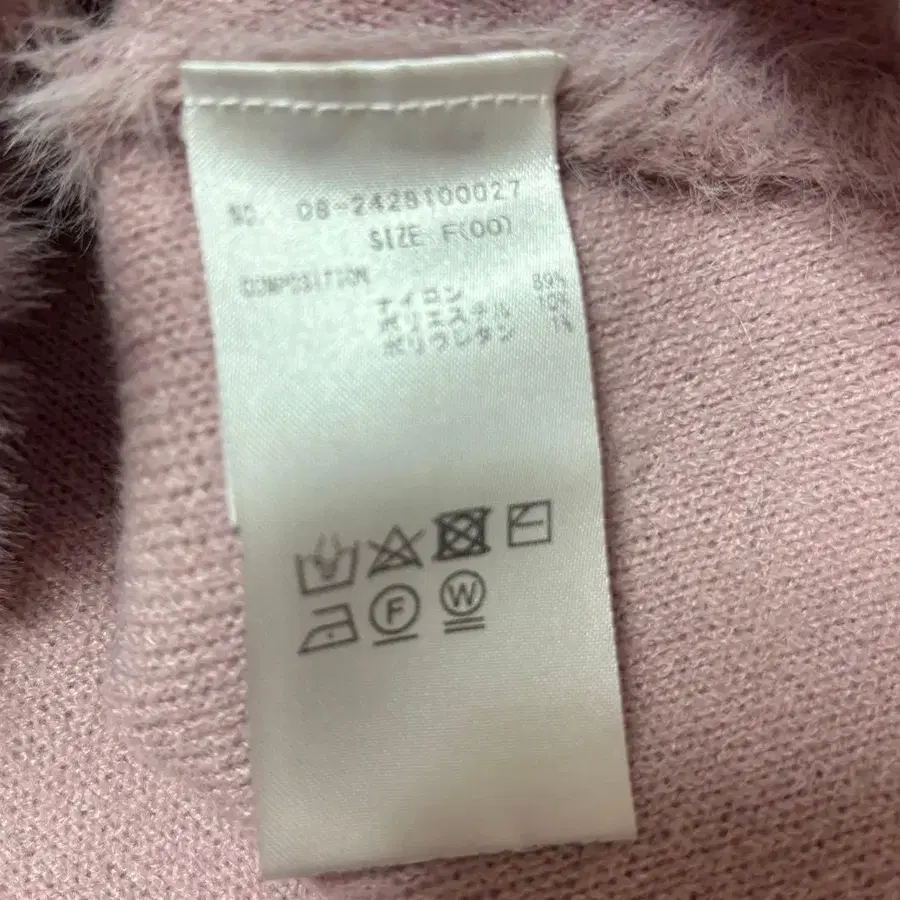 NO. 08-2428100027
SIZE F(00)
COMPOSITION
ナイロン 89%
ポリエステル 10%
ポリウレタン 1%
F
W